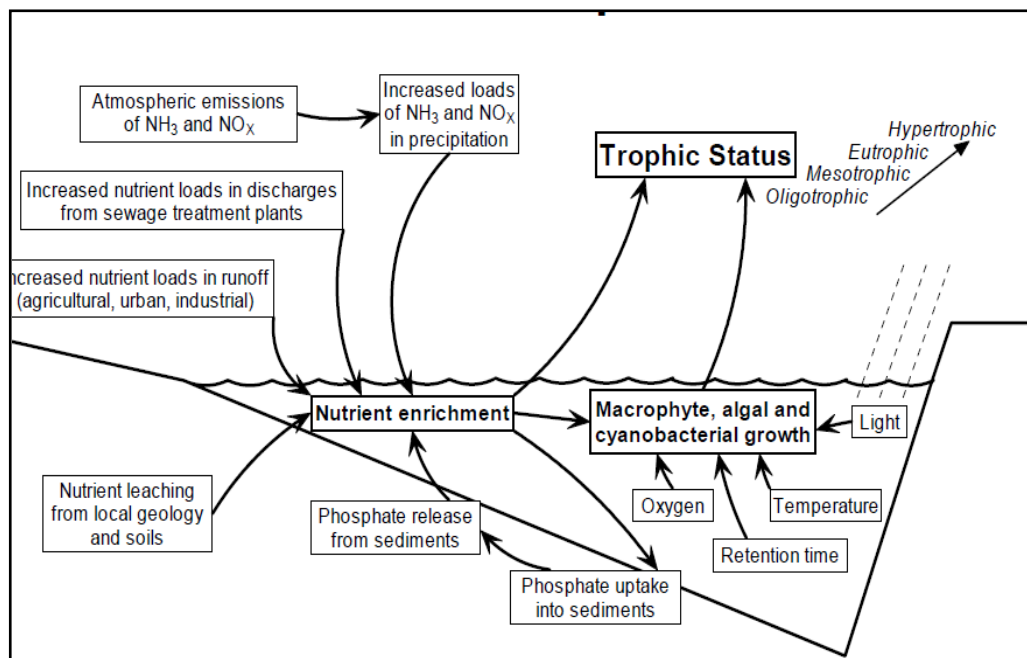 Atmospheric emissions
of NH₃ and NOₓ
Increased loads
of NH₃ and NOₓ
in precipitation
Trophic Status
Hypertrophic
Eutrophic
Mesotrophic
Oligotrophic
Increased nutrient loads in discharges
from sewage treatment plants
ncreased nutrient loads in runoff
(agricultural, urban, industrial)
Nutrient enrichment
Macrophyte, algal and
cyanobacterial growth
Light
Nutrient leaching
from local geology
and soils
Phosphate release
from sediments
Oxygen
Temperature
Retention time
Phosphate uptake
into sediments